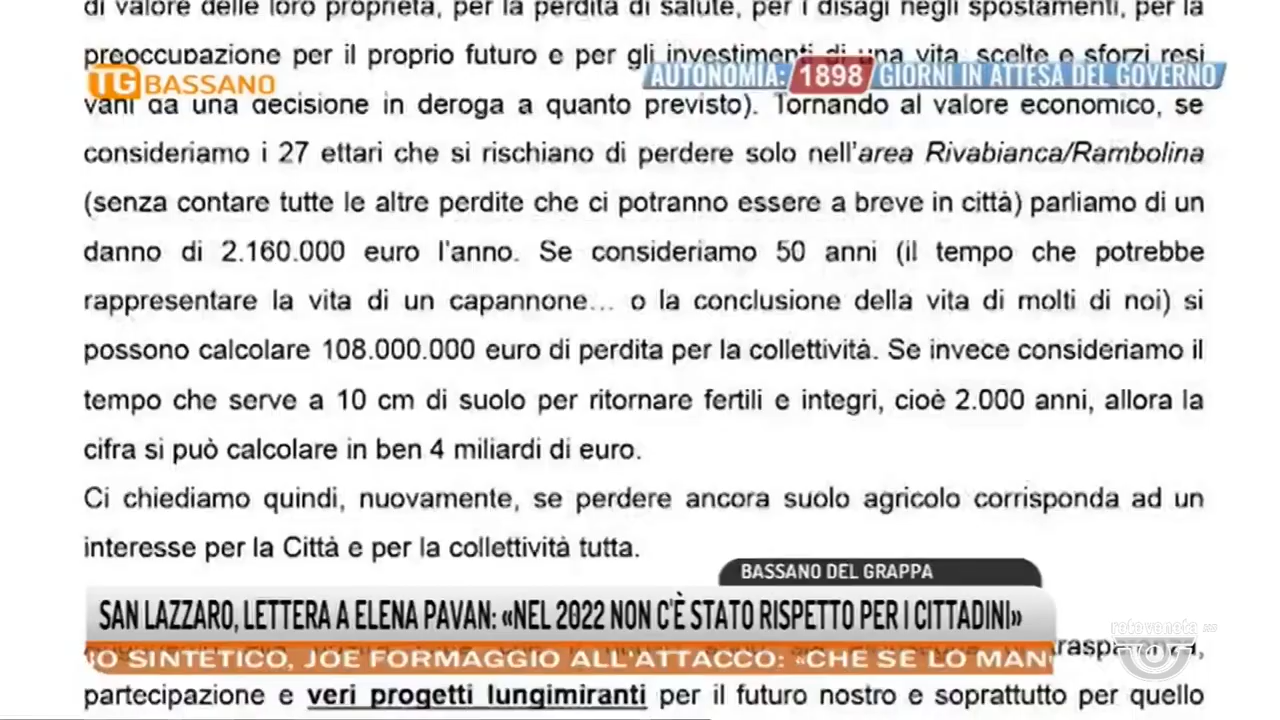 di valore delle loro proprietà, per la perdita di salute, per i disagi negli spostamenti, per la
preoccupazione per il proprio futuro e per gli investimenti di una vita, scelte e sforzi resi
TG BASSANO
AUTONOMIA: 1898 GIORNI IN ATTESA DEL GOVERNO
vani da una decisione in deroga a quanto previsto). Tornando al valore economico, se
consideriamo i 27 ettari che si rischiano di perdere solo nell'area Rivabianca/Rambolina
(senza contare tutte le altre perdite che ci potranno essere a breve in città) parliamo di un
danno di 2.160.000 euro l'anno. Se consideriamo 50 anni (il tempo che potrebbe
rappresentare la vita di un capannone... o la conclusione della vita di molti di noi) si
possono calcolare 108.000.000 euro di perdita per la collettività. Se invece consideriamo il
tempo che serve a 10 cm di suolo per ritornare fertili e integri, cioè 2.000 anni, allora la
cifra si può calcolare in ben 4 miliardi di euro.
Ci chiediamo quindi, nuovamente, se perdere ancora suolo agricolo corrisponda ad un
interesse per la Città e per la collettività tutta.
BASSANO DEL GRAPPA
SAN LAZZARO, LETTERA A ELENA PAVAN: «NEL 2022 NON C'È STATO RISPETTO PER I CITTADINI»
reteveneta
SINTETICO, JOE FORMAGGIO ALL'ATTACCO: «CHE SE LO
partecipazione e veri progetti lungimiranti per il futuro nostro e soprattutto per quello